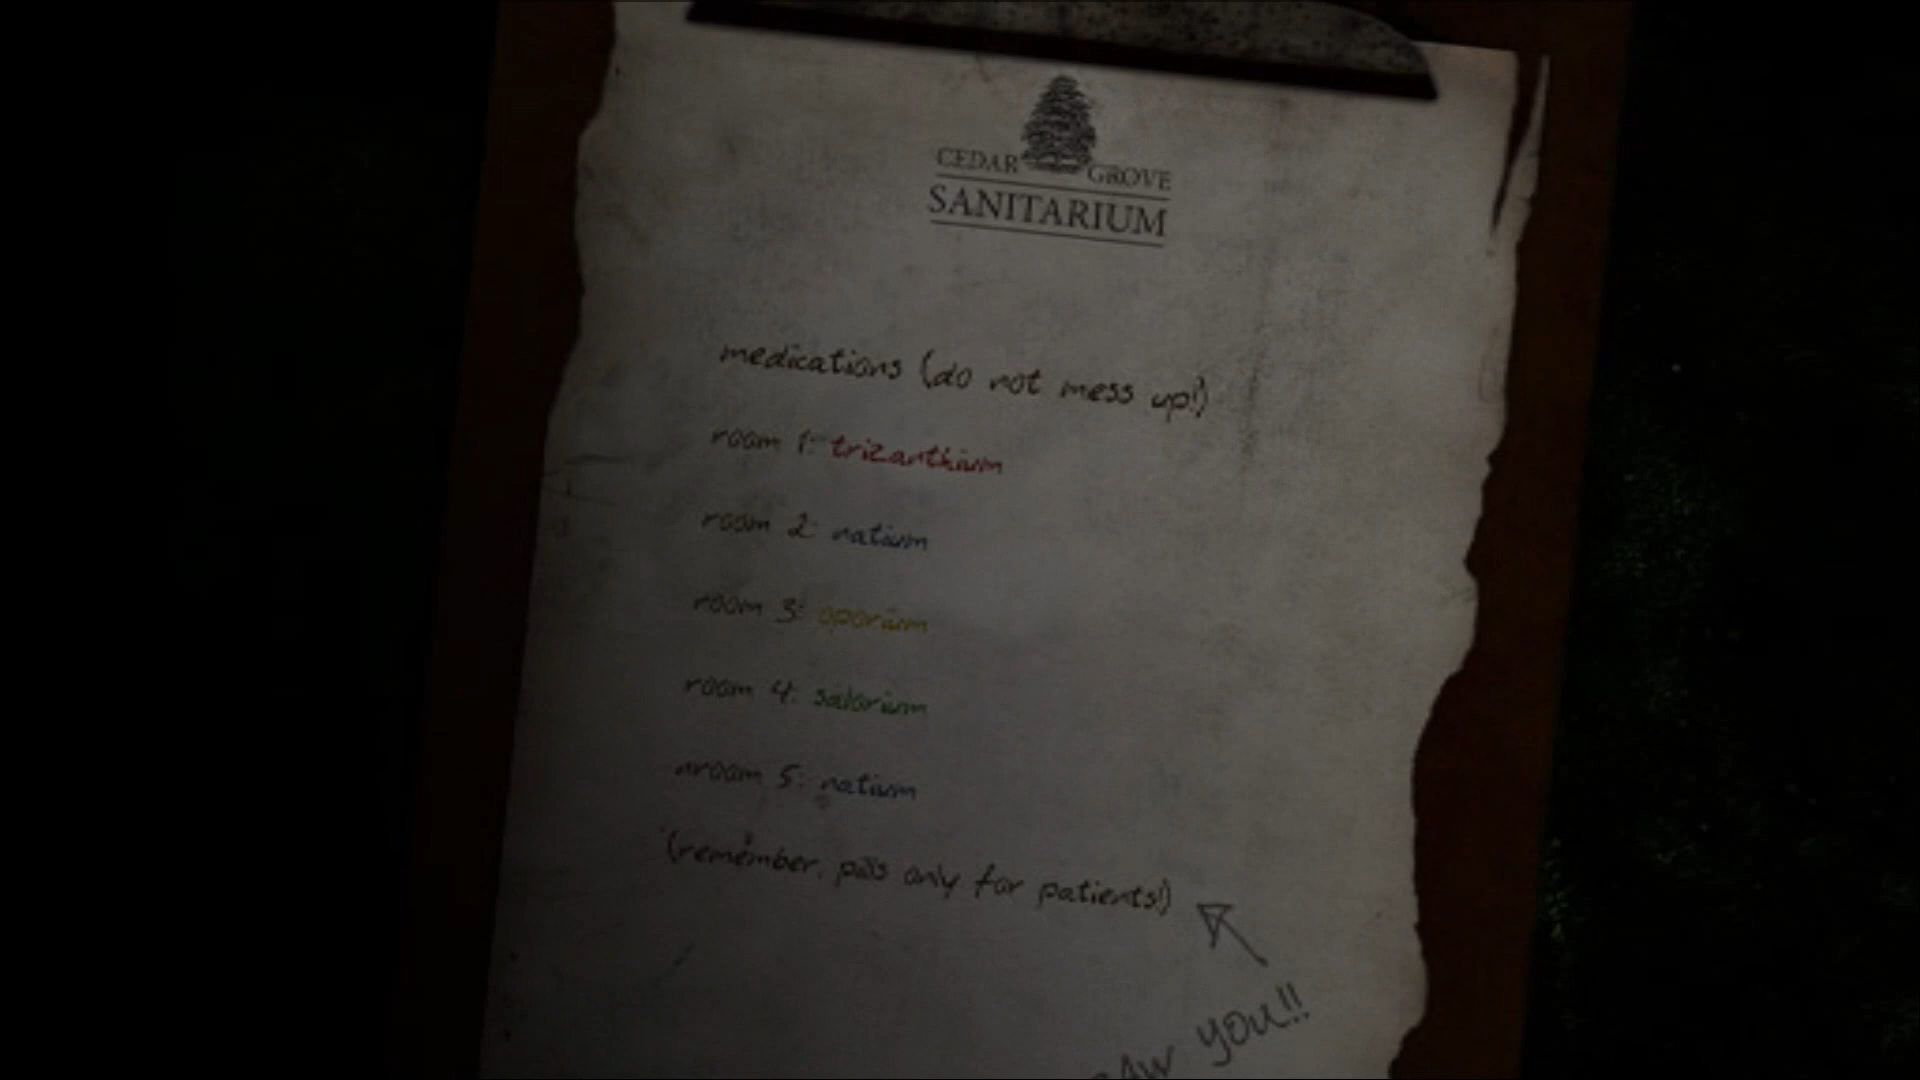 CEDAR GROVE
SANITARIUM
medications (do not mess up!)
room 1: trizanthium
room 2: natium
room 3: oporium
room 4: salorium
room 5: natium
(remember, pills only for patients!)
YOU!!